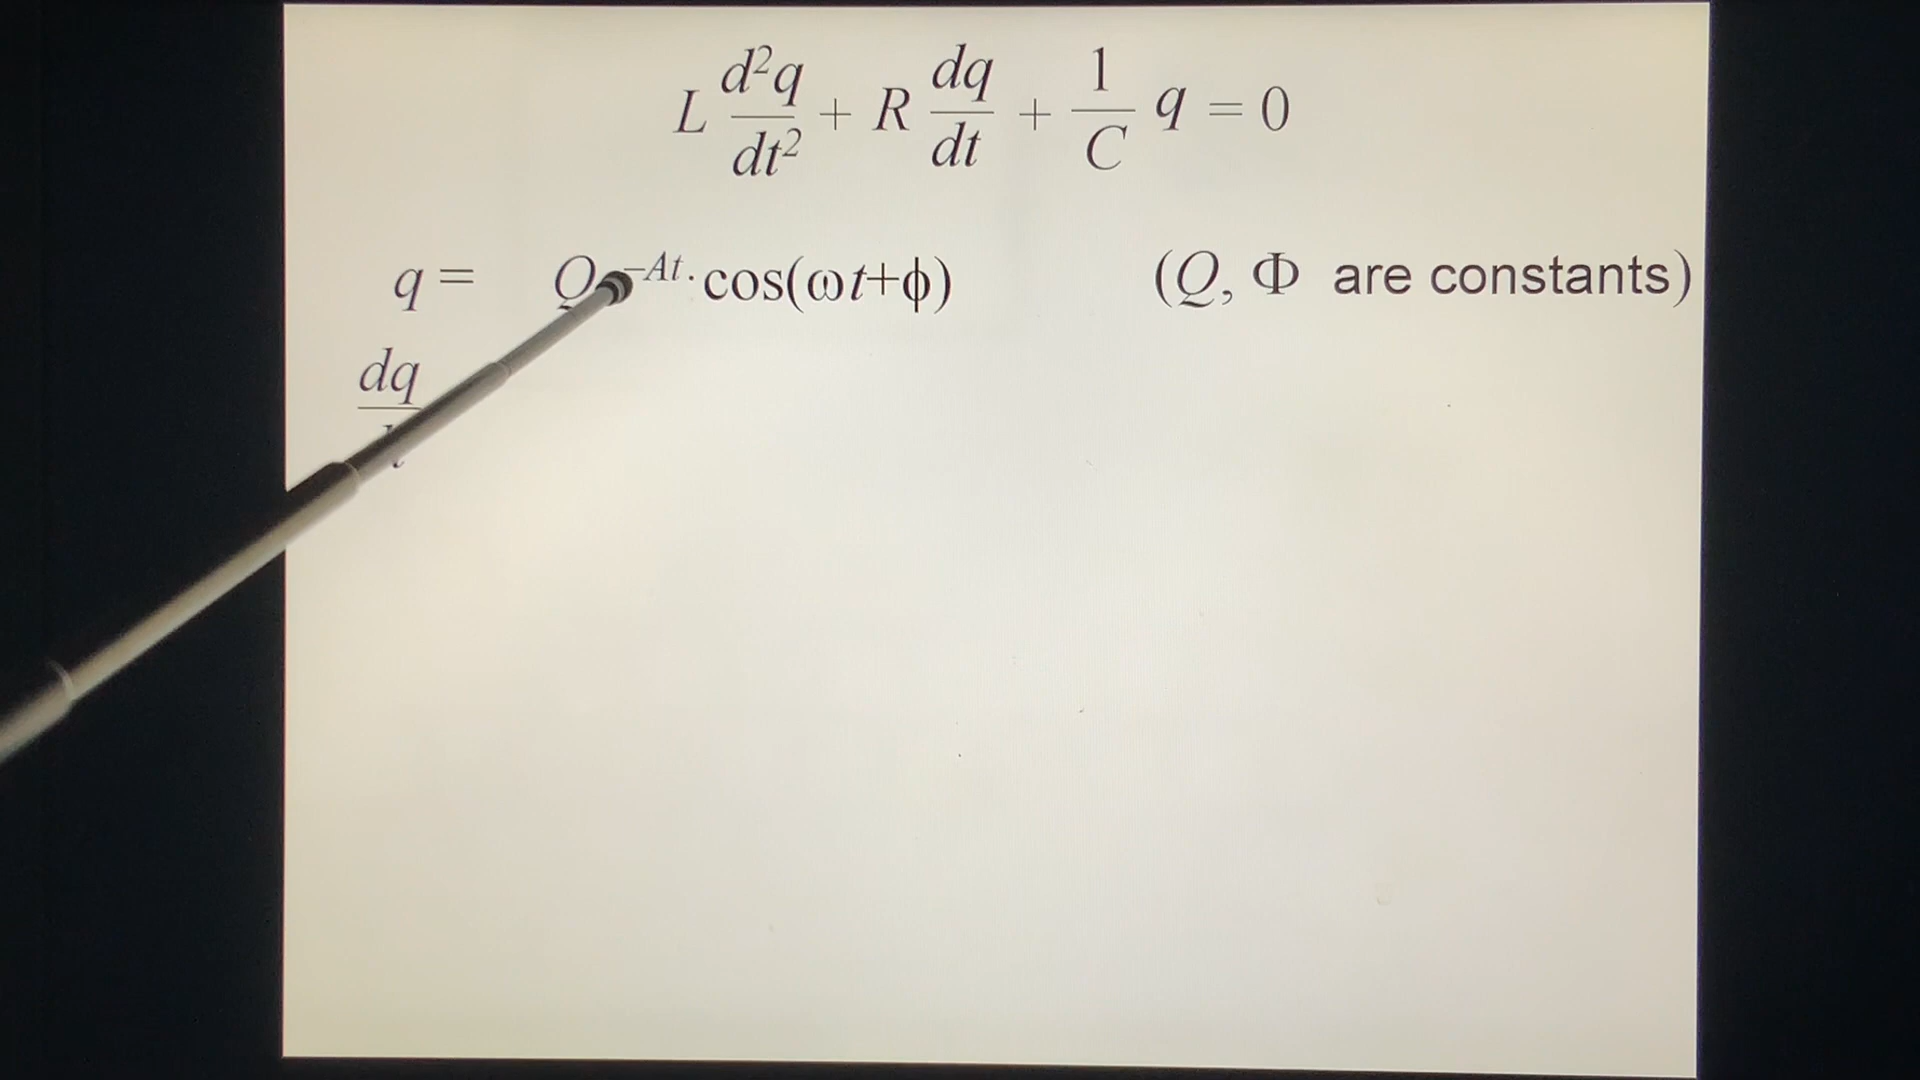 L d²q/dt² + R dq/dt + 1/C q = 0
q = Q −At · cos(ωt+ϕ) (Q, Φ are constants)
dq